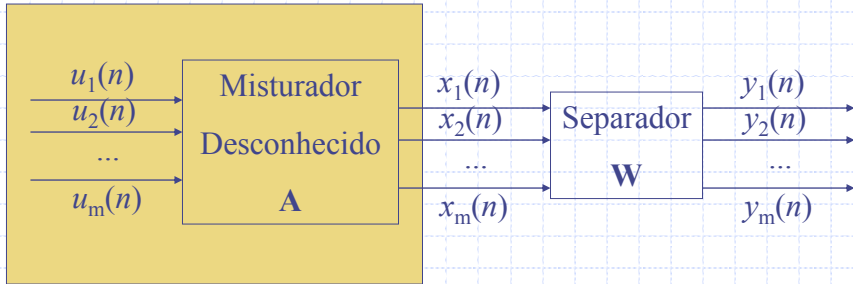 u₁(n)
u₂(n)
...
uₘ(n)
Misturador
Desconhecido
A
x₁(n)
x₂(n)
...
xₘ(n)
Separador
W
y₁(n)
y₂(n)
...
yₘ(n)